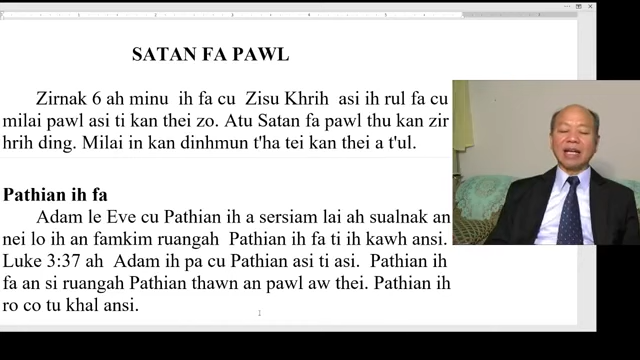 SATAN FA PAWL
Zirnak 6 ah minu ih fa cu Zisu Khrih asi ih rul fa cu
milai pawl asi ti kan thei zo. Atu Satan fa pawl thu kan zir
hrih ding. Milai in kan dinhmun t'ha tei kan thei a t'ul.
Pathian ih fa
Adam le Eve cu Pathian ih a sersiam lai ah sualnak an
nei lo ih an famkim ruangah Pathian ih fa ti ih kawh ansi.
Luke 3:37 ah Adam ih pa cu Pathian asi ti asi. Pathian ih
fa an si ruangah Pathian thawn an pawl aw thei. Pathian ih
ro co tu khal ansi.
1